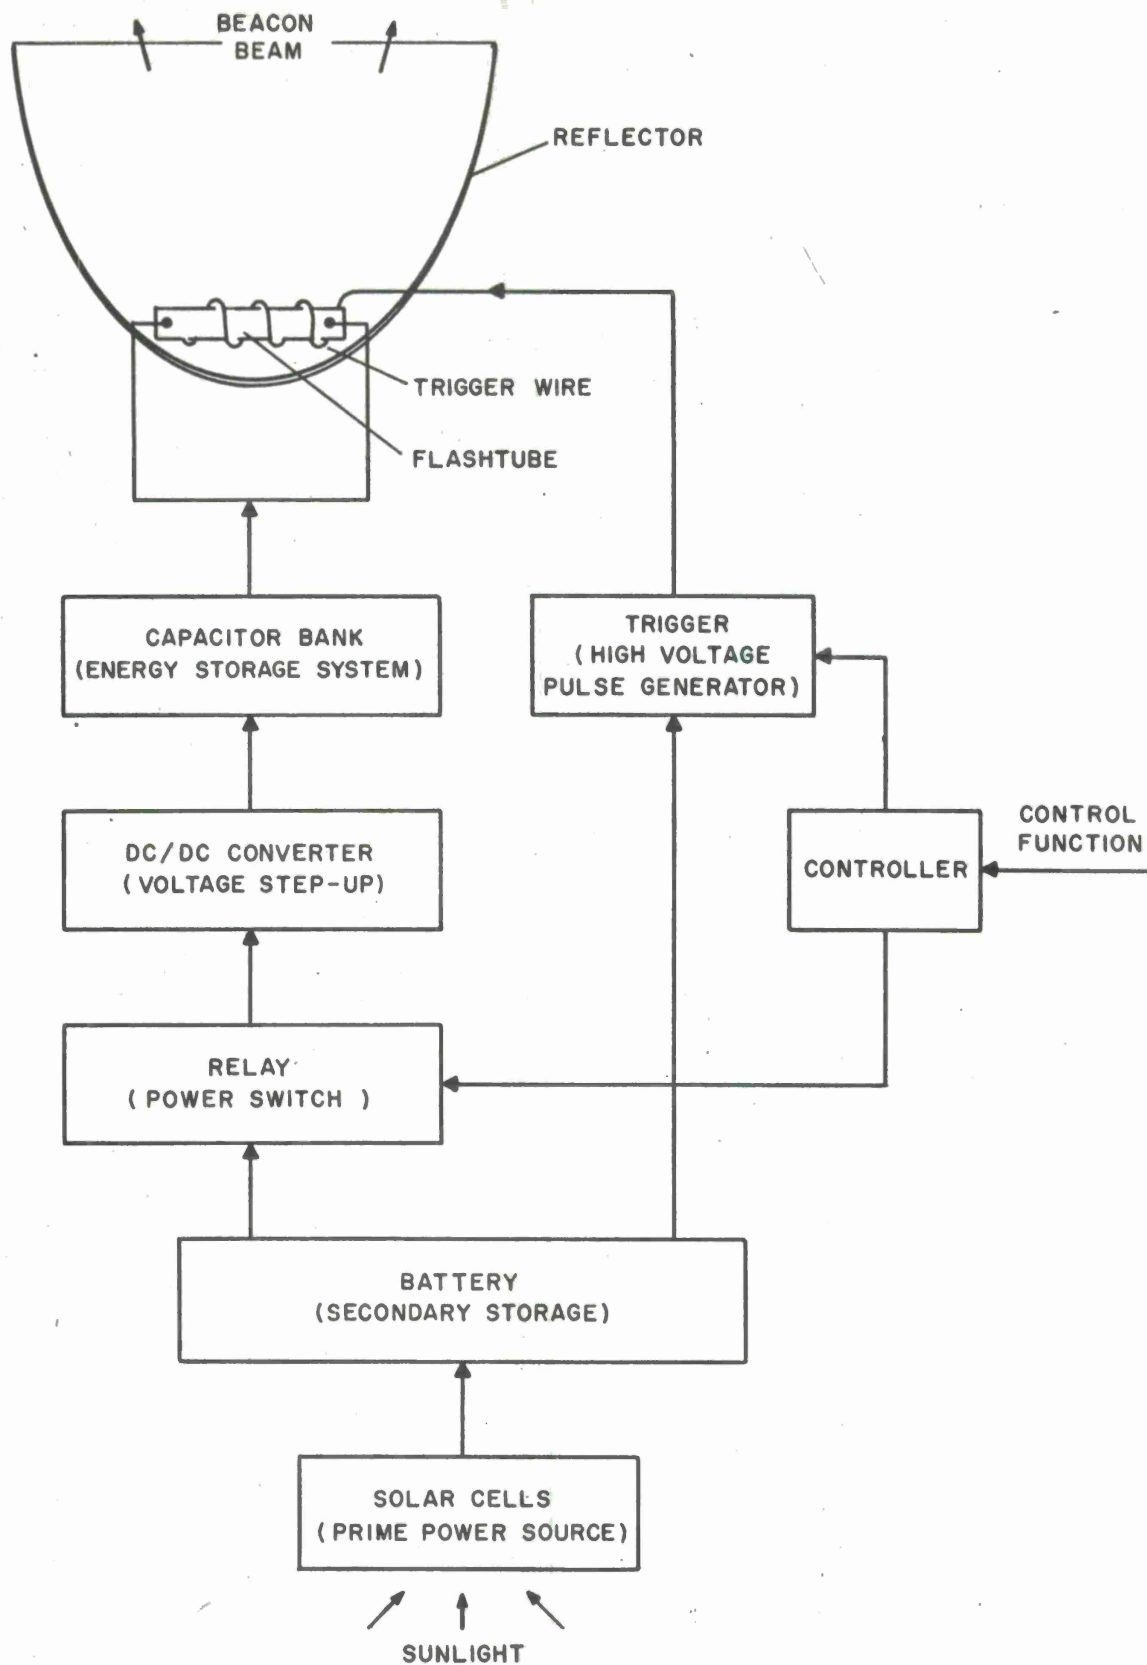 BEACON
BEAM
REFLECTOR
TRIGGER WIRE
FLASHTUBE
CAPACITOR BANK
(ENERGY STORAGE SYSTEM)
TRIGGER
(HIGH VOLTAGE
PULSE GENERATOR)
DC/DC CONVERTER
(VOLTAGE STEP-UP)
CONTROLLER
CONTROL
FUNCTION
RELAY
(POWER SWITCH )
BATTERY
(SECONDARY STORAGE)
SOLAR CELLS
(PRIME POWER SOURCE)
SUNLIGHT